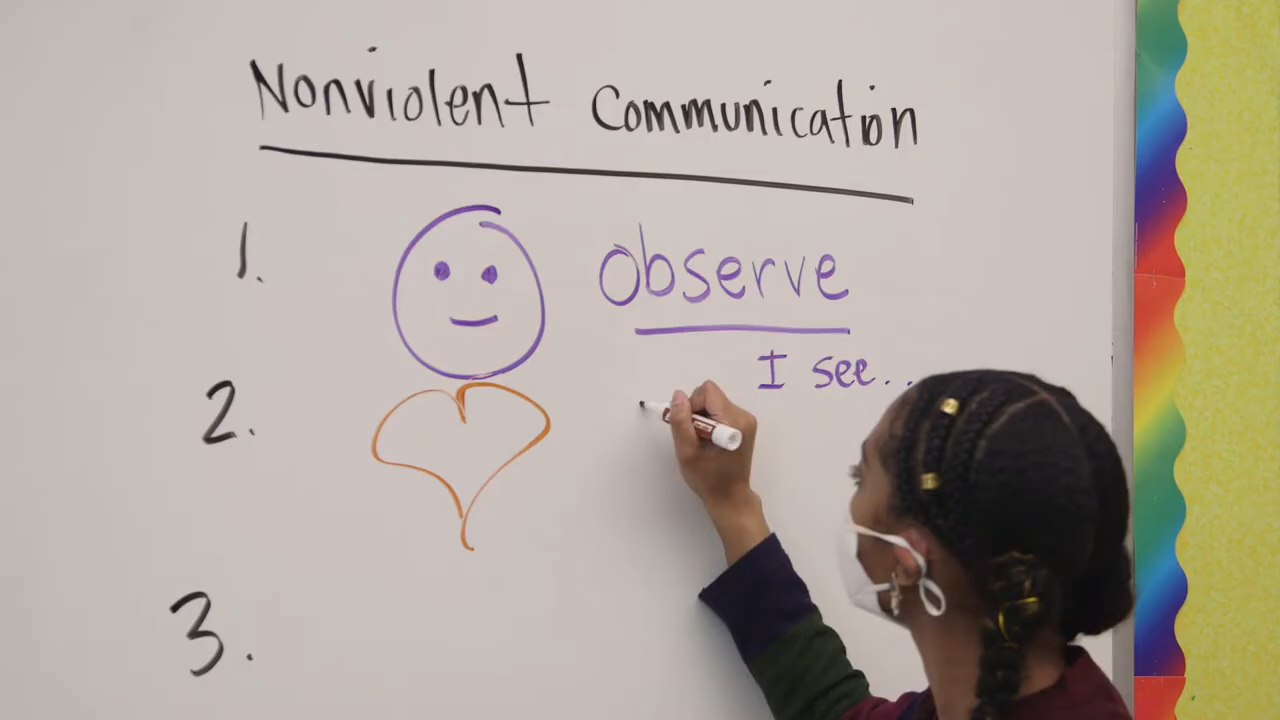 Nonviolent Communication
1. Observe
I see...
2.
3.